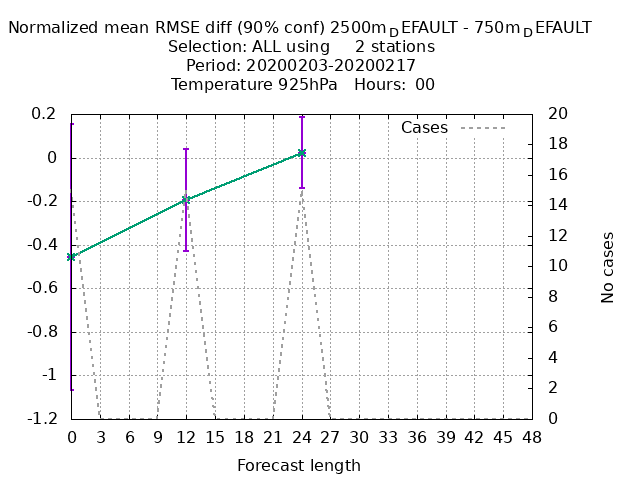 Normalized mean RMSE diff (90% conf) 2500m_DEFAULT - 750m_DEFAULT
Selection: ALL using 2 stations
Period: 20200203-20200217
Temperature 925hPa Hours: 00
Cases
0.2
0
-0.2
-0.4
-0.6
-0.8
-1
-1.2
20
18
16
14
12
10
8
6
4
2
0
No cases
0 3 6 9 12 15 18 21 24 27 30 33 36 39 42 45 48
Forecast length